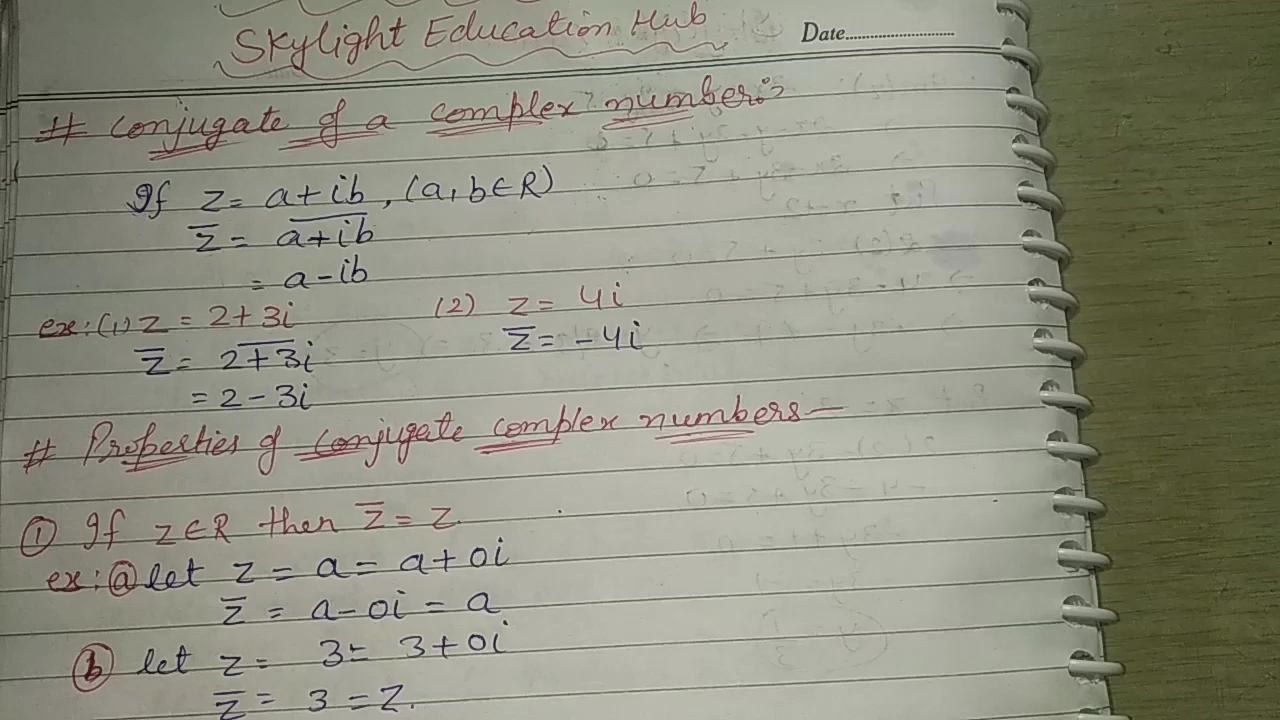 Skylight Education Hub
Date
# Conjugate of a complex number:
If z = a+ib, (a, b ∈ R)
z̅ = \overline{a+ib}
= a-ib
ex: (1) z = 2+3i
z̅ = \overline{2+3i}
= 2-3i
(2) z = 4i
z̅ = -4i
# Properties of conjugate complex numbers—
① If z ∈ R then z̅ = z.
ex: ⓐ let z = a = a+0i
z̅ = a-0i = a
ⓑ let z = 3 = 3+0i
z̅ = 3 = z.